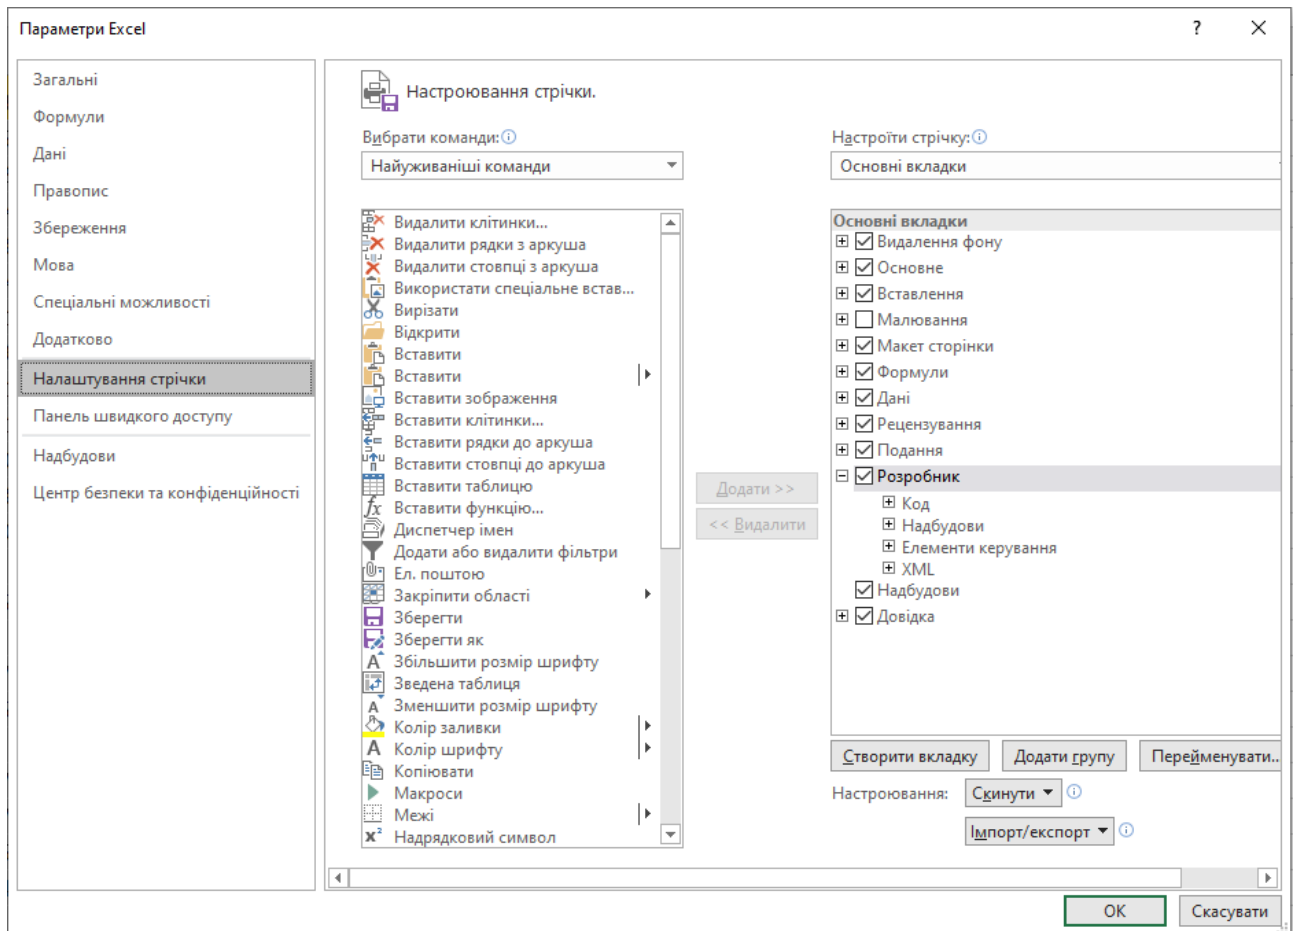 Параметри Excel
?
Загальні
Формули
Дані
Правопис
Збереження
Мова
Спеціальні можливості
Додатково
Налаштування стрічки
Панель швидкого доступу
Надбудови
Центр безпеки та конфіденційності
Настроювання стрічки.
Вибрати команди:
Найуживаніші команди
Видалити клітинки...
Видалити рядки з аркуша
Видалити стовпці з аркуша
Використати спеціальне встав...
Вирізати
Відкрити
Вставити
Вставити
Вставити зображення
Вставити клітинки...
Вставити рядки до аркуша
Вставити стовпці до аркуша
Вставити таблицю
Вставити функцію...
Диспетчер імен
Додати або видалити фільтри
Ел. поштою
Закріпити області
Зберегти
Зберегти як
Збільшити розмір шрифту
Зведена таблиця
Зменшити розмір шрифту
Колір заливки
Колір шрифту
Копіювати
Макроси
Межі
Надрядковий символ
Додати >>
<< Видалити
Настроїти стрічку:
Основні вкладки
Основні вкладки
Видалення фону
Основне
Вставлення
Малювання
Макет сторінки
Формули
Дані
Рецензування
Подання
Розробник
Код
Надбудови
Елементи керування
XML
Надбудови
Довідка
Створити вкладку
Додати групу
Перейменувати...
Настроювання:
Скинути
Імпорт/експорт
ОК
Скасувати